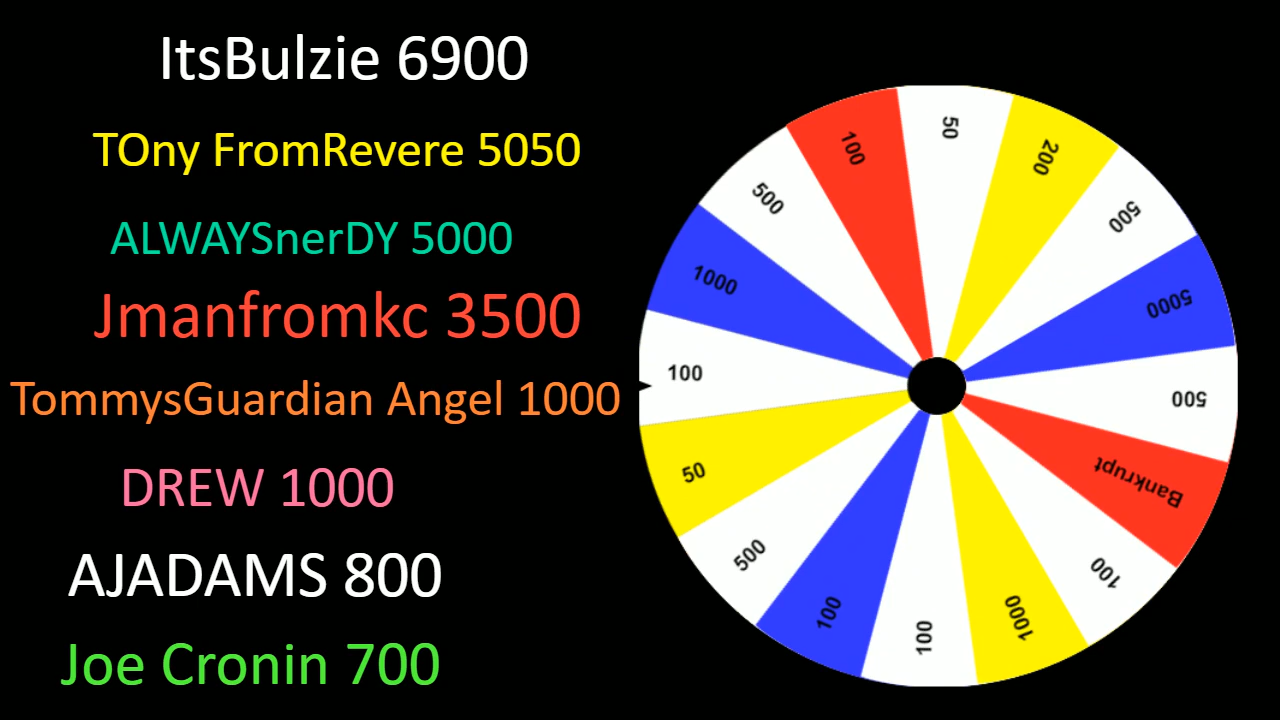 ItsBulzie 6900
TOny FromRevere 5050
ALWAYSnerDY 5000
Jmanfromkc 3500
TommysGuardian Angel 1000
DREW 1000
AJADAMS 800
Joe Cronin 700
50
200
500
5000
500
Bankrupt
100
1000
100
100
500
50
100
1000
500
100